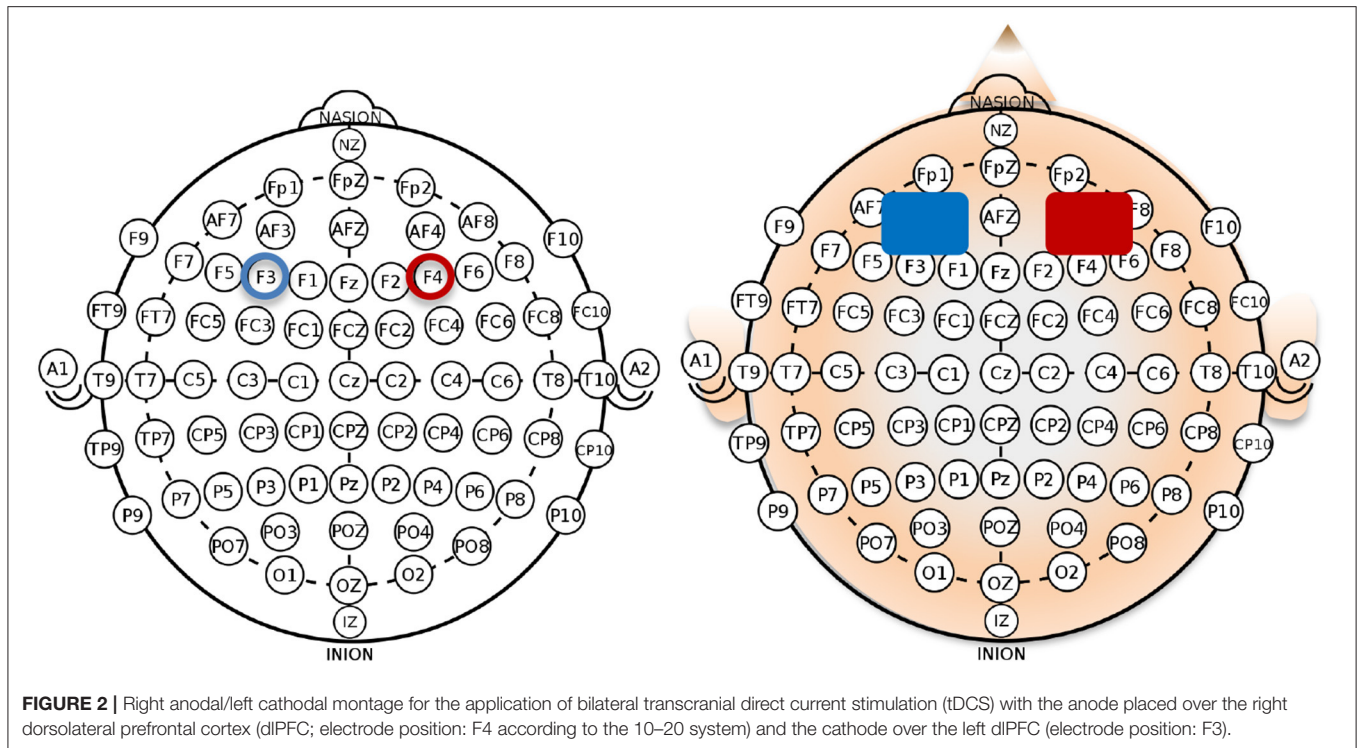 NASION
NZ
Fp1 FpZ Fp2
AF7 AF3 AFZ AF4 AF8
F9 F10
F7 F5 F3 F1 Fz F2 F4 F6 F8
FT9 FT7 FC5 FC3 FC1 FCZ FC2 FC4 FC6 FC8 FC10
A1 T9 T7 C5 C3 C1 Cz C2 C4 C6 T8 T10 A2
TP9 TP7 CP5 CP3 CP1 CPZ CP2 CP4 CP6 CP8 CP10
P9 P7 P5 P3 P1 Pz P2 P4 P6 P8 P10
PO7 PO3 POZ PO4 PO8
O1 OZ O2
IZ
INION
NASION
NZ
Fp1 FpZ Fp2
AF7 AFZ F8
F9 F10
F7 F5 F3 F1 Fz F2 F4 F6 F8
FT9 FT7 FC5 FC3 FC1 FCZ FC2 FC4 FC6 FC8 FC10
A1 T9 T7 C5 C3 C1 Cz C2 C4 C6 T8 T10 A2
TP9 TP7 CP5 CP3 CP1 CPZ CP2 CP4 CP6 CP8 CP10
P9 P7 P5 P3 P1 Pz P2 P4 P6 P8 P10
PO7 PO3 POZ PO4 PO8
O1 OZ O2
IZ
INION
FIGURE 2 | Right anodal/left cathodal montage for the application of bilateral transcranial direct current stimulation (tDCS) with the anode placed over the right
dorsolateral prefrontal cortex (dlPFC; electrode position: F4 according to the 10–20 system) and the cathode over the left dlPFC (electrode position: F3).